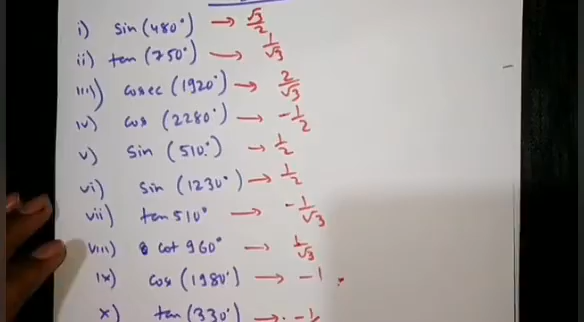 i) sin (480°) → √3/2
ii) tan (750°) → 1/√3
iii) cosec (1920°) → 2/√3
iv) cos (2280°) → -1/2
v) sin (510°) → 1/2
vi) sin (1230°) → 1/2
vii) tan 510° → -1/√3
viii) cot 960° → 1/√3
ix) cos (1980°) → -1
x) tan (330°) → -1/